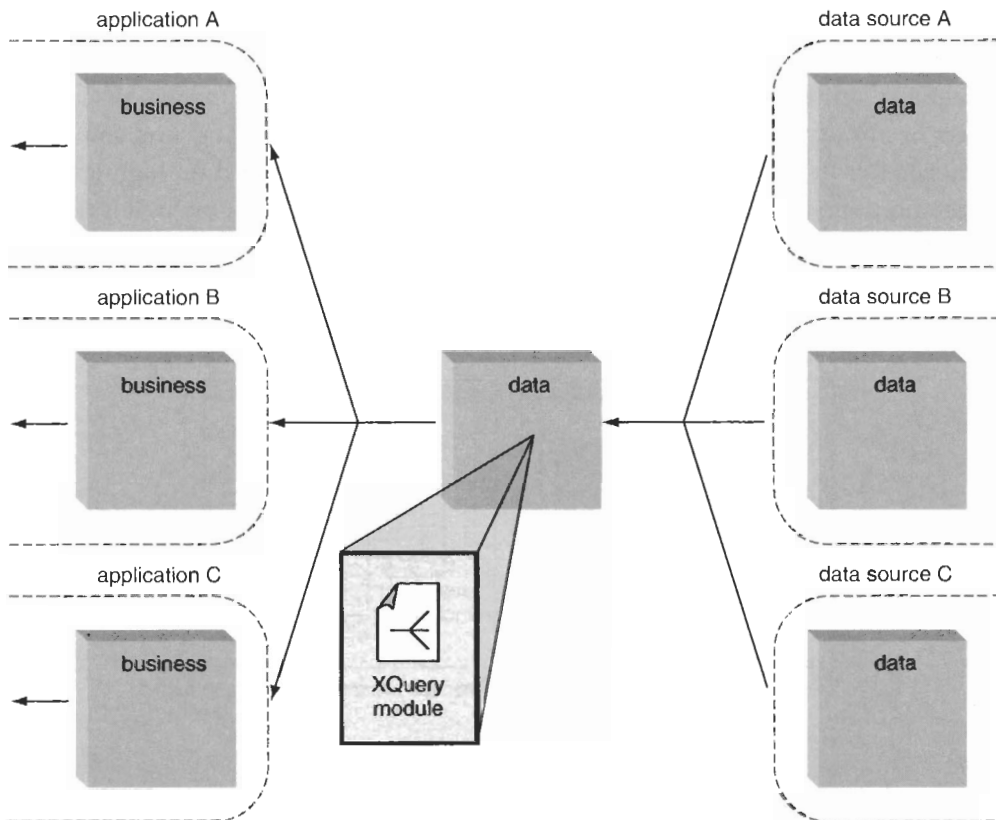 application A
data source A
business
data
application B
data source B
business
data
data
application C
data source C
business
data
XQuery
module